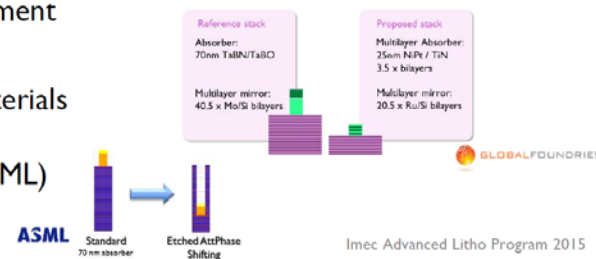 ment
terials
ML)
Reference stack
Absorber:
70nm TaBN/TaBO
Multilayer mirror:
40.5 x Mo/Si bilayers
Proposed stack
Multilayer Absorber:
25nm NiPt / TiN
3.5 x bilayers
Multilayer mirror:
20.5 x Ru/Si bilayers
GLOBALFOUNDRIES
ASML
Standard
70 nm absorber
Etched AttPhase
Shifting
Imec Advanced Litho Program 2015